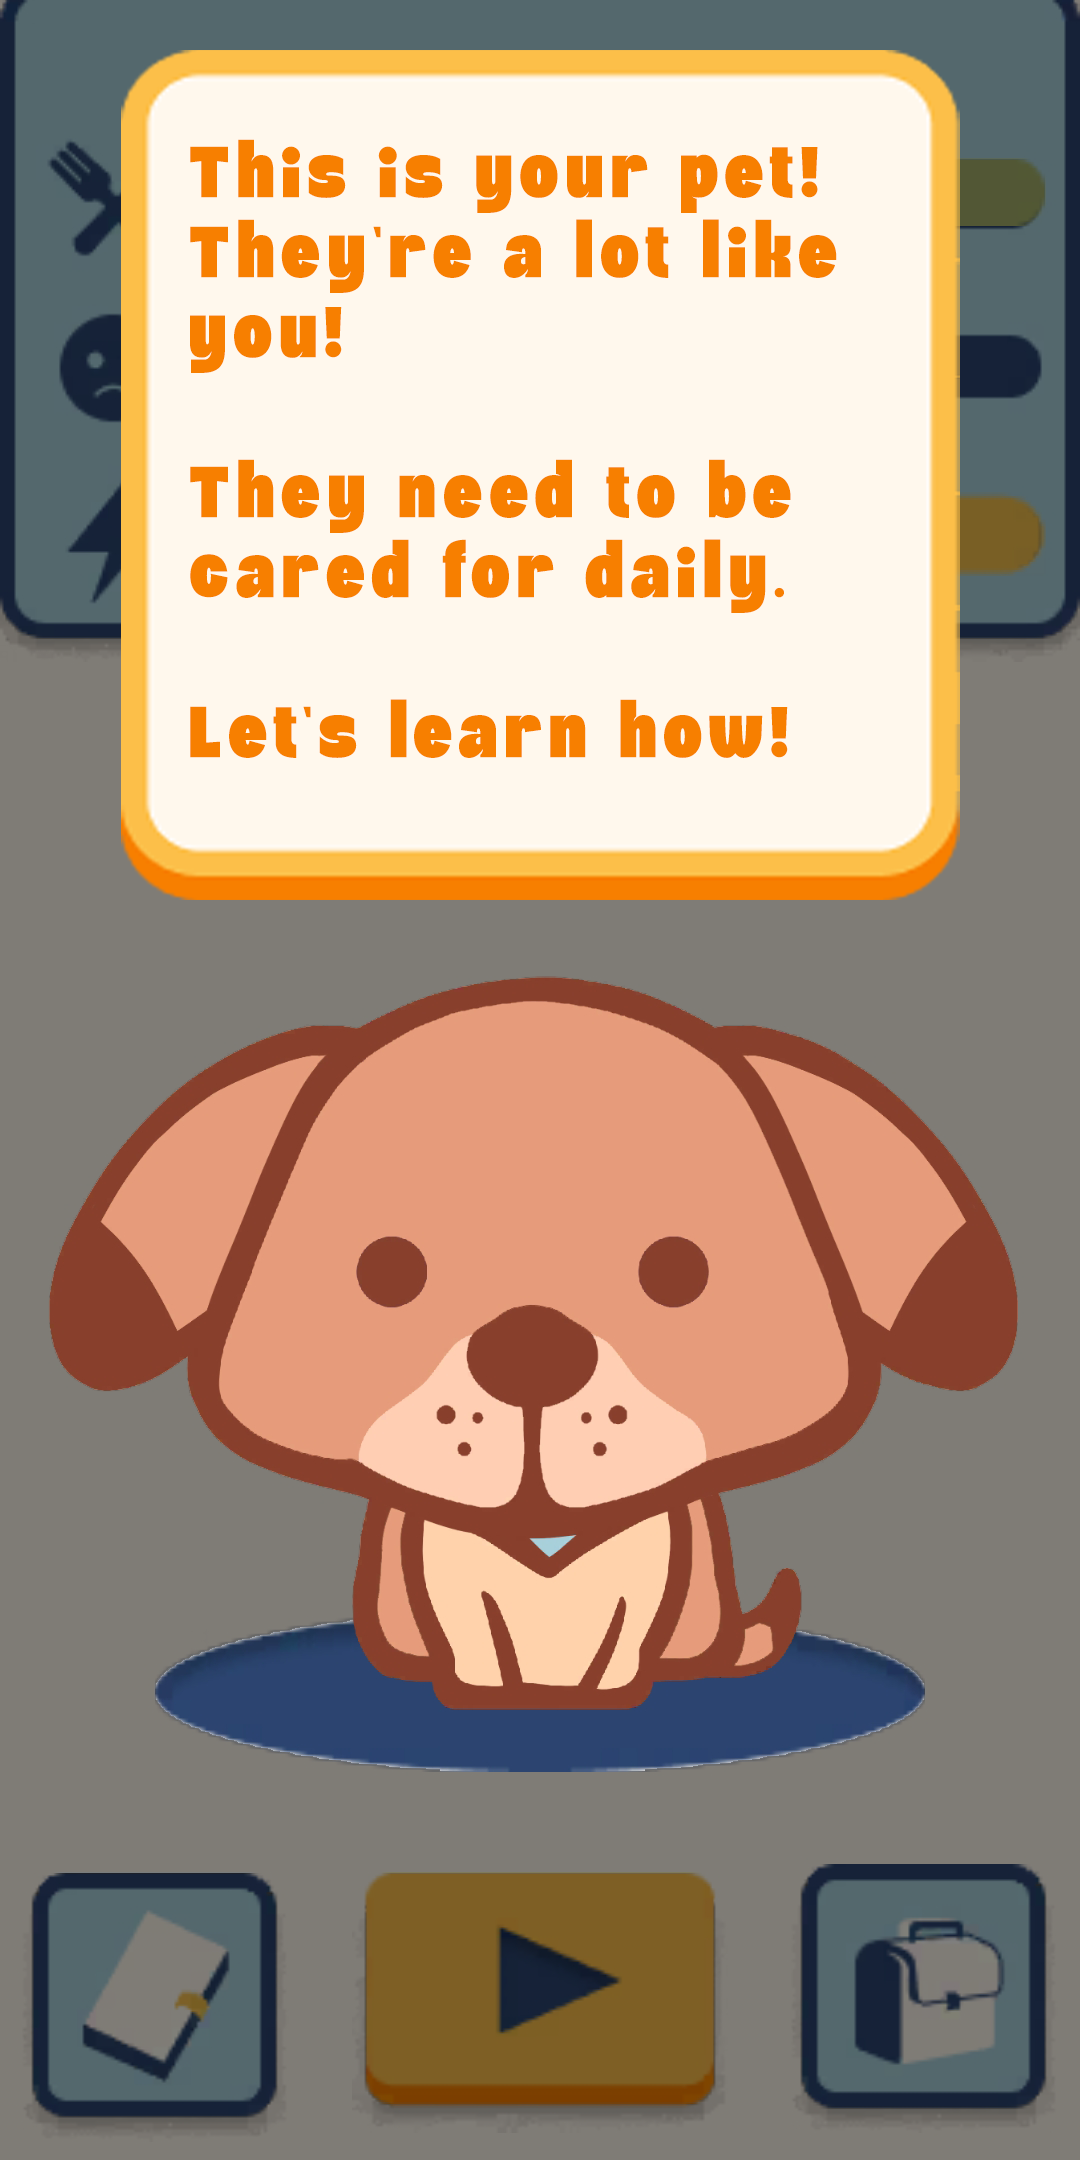 This is your pet!
They're a lot like
you!
They need to be
cared for daily.
Let's learn how!